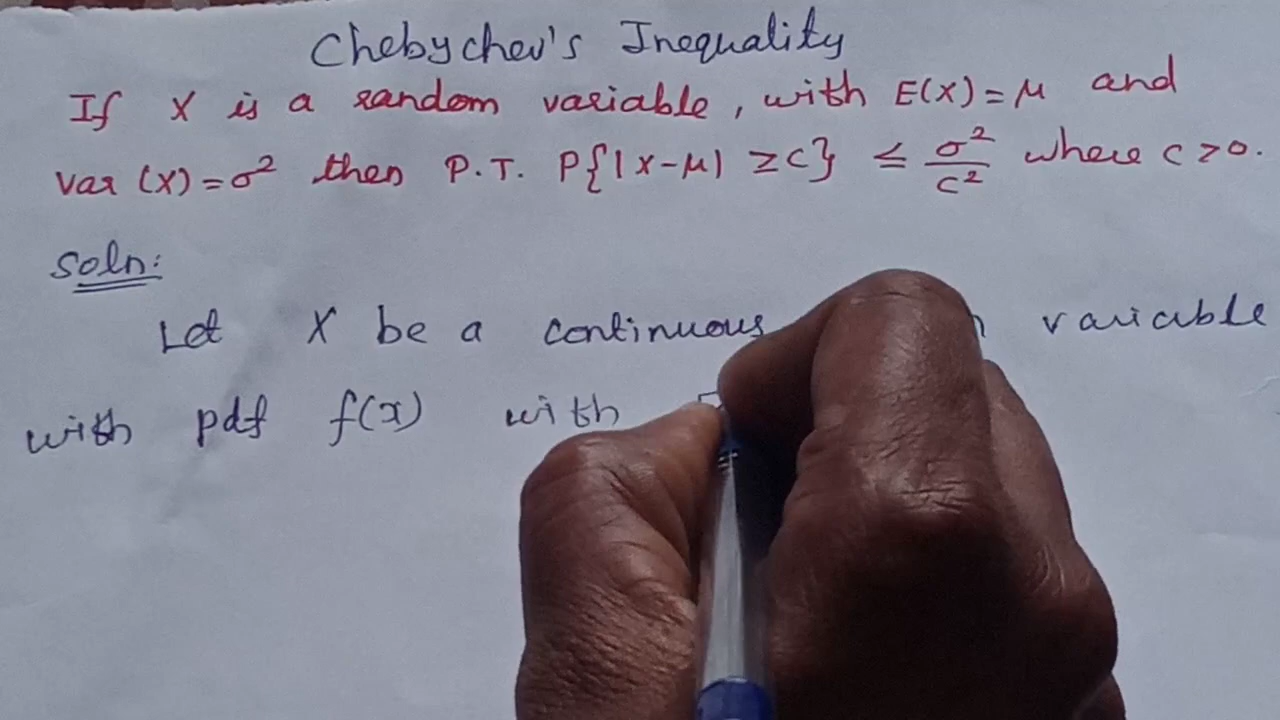 Chebychev's Inequality
If X is a random variable, with E(X) = μ and
var (X) = σ² then P.T. P{|X-μ| ≥ C} ≤ σ²/C² where C > 0.
Soln:
Let X be a continuous variable
with pdf f(x) with